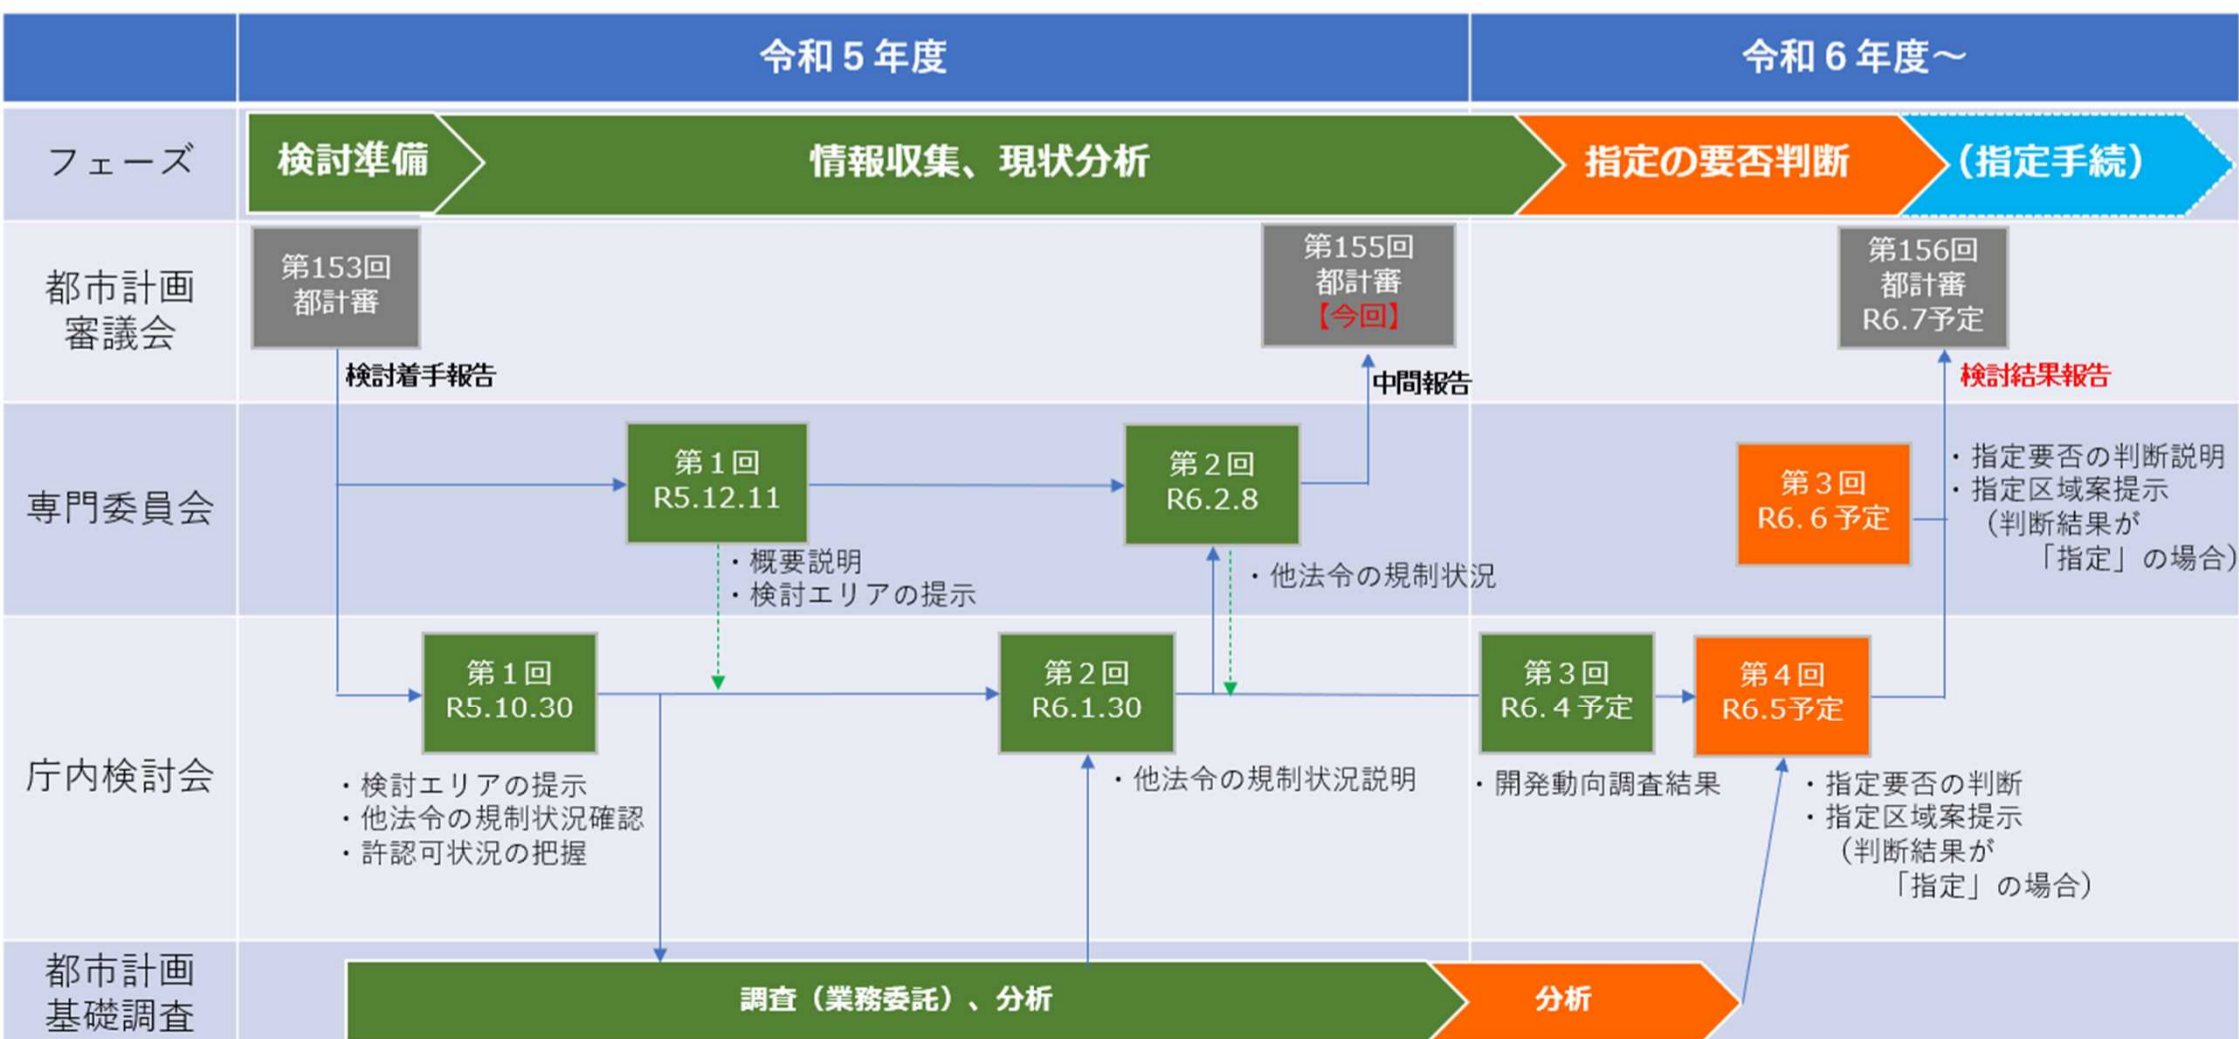 令和５年度
令和６年度～
フェーズ
検討準備
情報収集、現状分析
指定の要否判断
（指定手続）
都市計画
審議会
第153回
都計審
第155回
都計審
【今回】
第156回
都計審
R6.7予定
検討着手報告
中間報告
検討結果報告
専門委員会
第１回
R5.12.11
第２回
R6.2.8
第３回
R6.６予定
・概要説明
・検討エリアの提示
・他法令の規制状況
・指定要否の判断説明
・指定区域案提示
（判断結果が
「指定」の場合）
庁内検討会
第１回
R5.10.30
第２回
R6.1.30
第３回
R6.４予定
第４回
R6.5予定
・検討エリアの提示
・他法令の規制状況確認
・許認可状況の把握
・他法令の規制状況説明
・開発動向調査結果
・指定要否の判断
・指定区域案提示
（判断結果が
「指定」の場合）
都市計画
基礎調査
調査（業務委託）、分析
分析